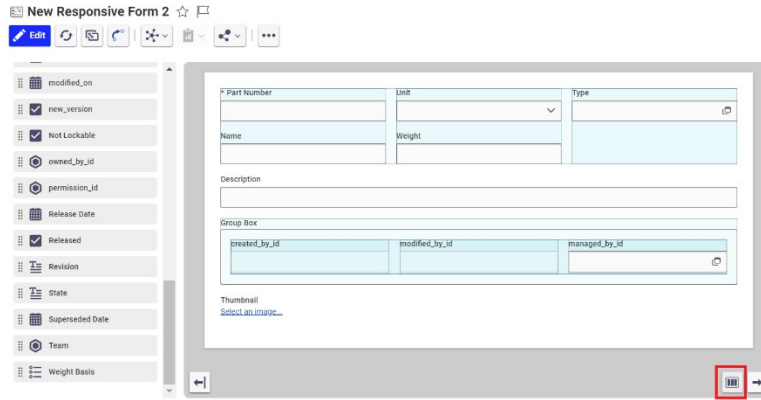 New Responsive Form 2
Edit
modified_on
new_version
Not Lockable
owned_by_id
permission_id
Release Date
Released
Revision
State
Superseded Date
Team
Weight Basis
* Part Number Unit Type
Name Weight
Description
Group Box
created_by_id modified_by_id managed_by_id
Thumbnail
Select an image...